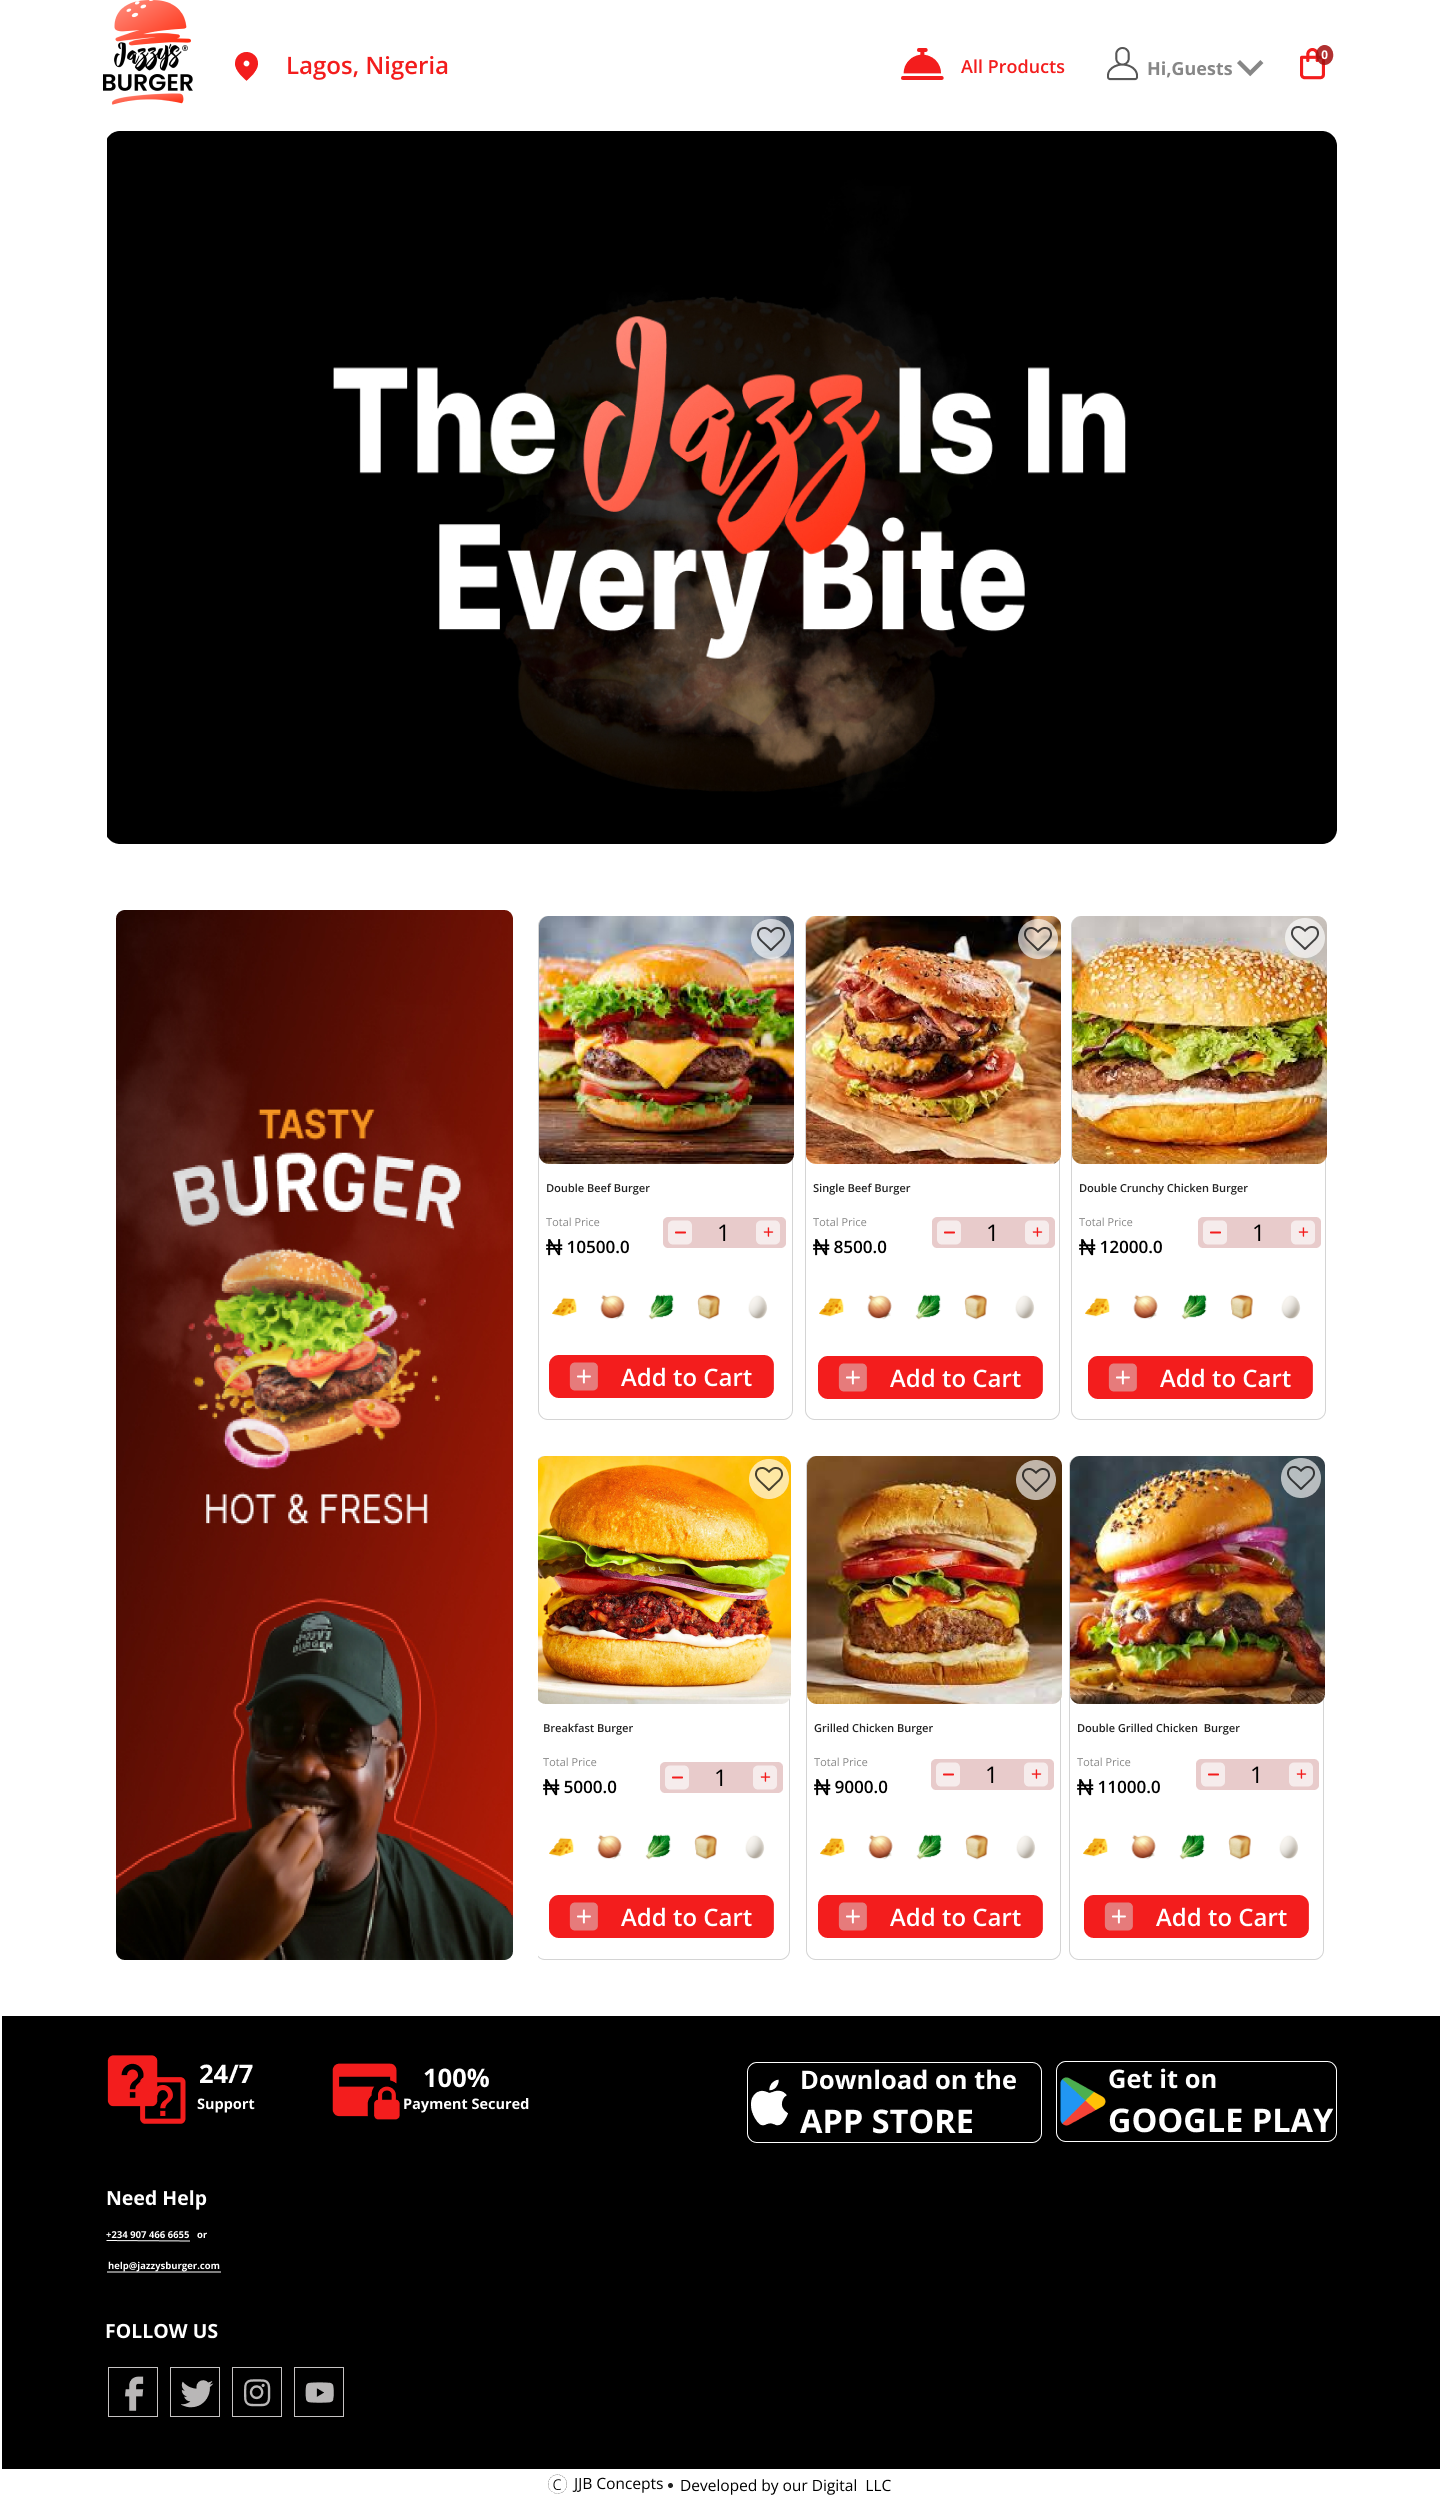 Jazzys®
BURGER
Lagos, Nigeria
All Products
Hi,Guests
0
The Jazz Is In
Every Bite
TASTY
BURGER
HOT & FRESH
JAZZY'S
BURGER
Double Beef Burger
Total Price
₦ 10500.0
1
Add to Cart
Single Beef Burger
Total Price
₦ 8500.0
1
Add to Cart
Double Crunchy Chicken Burger
Total Price
₦ 12000.0
1
Add to Cart
Breakfast Burger
Total Price
₦ 5000.0
1
Add to Cart
Grilled Chicken Burger
Total Price
₦ 9000.0
1
Add to Cart
Double Grilled Chicken  Burger
Total Price
₦ 11000.0
1
Add to Cart
24/7
Support
100%
Payment Secured
Download on the
APP STORE
Get it on
GOOGLE PLAY
Need Help
+234 907 466 6655 or
help@jazzysburger.com
FOLLOW US
© JJB Concepts • Developed by our Digital  LLC